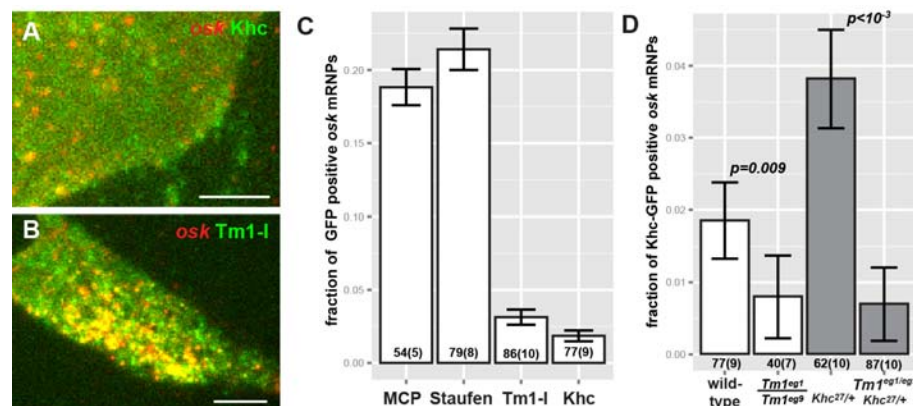 A
osk Khc
B
osk Tm1-I
C
fraction of GFP positive osk mRNPs
0.20
0.15
0.10
0.05
0.00
54(5)
79(8)
86(10)
77(9)
MCP
Staufen
Tm1-I
Khc
D
fraction of Khc-GFP positive osk mRNPs
0.04
0.03
0.02
0.01
0.00
p=0.009
p<10-3
77(9)
40(7)
62(10)
87(10)
wild-
type
Tm1eg1
Tm1eg9
Khc27/+
Khc27/+